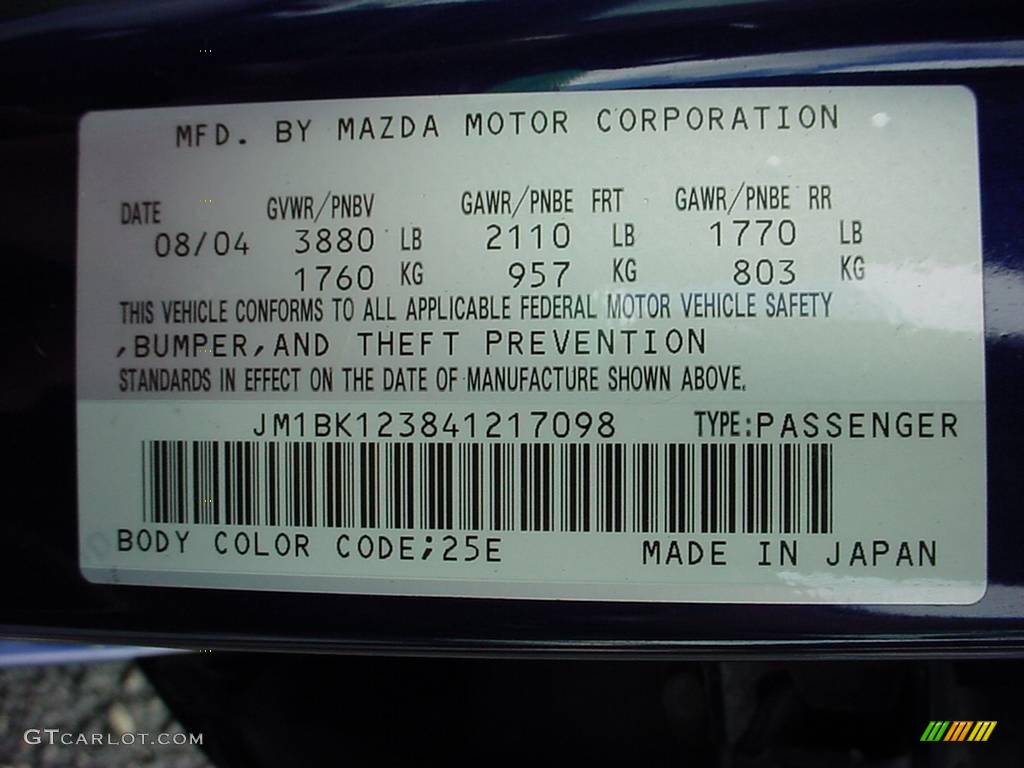 MFD. BY MAZDA MOTOR CORPORATION
DATE GVWR/PNBV GAWR/PNBE FRT GAWR/PNBE RR
08/04 3880 LB 2110 LB 1770 LB
1760 KG 957 KG 803 KG
THIS VEHICLE CONFORMS TO ALL APPLICABLE FEDERAL MOTOR VEHICLE SAFETY
,BUMPER,AND THEFT PREVENTION
STANDARDS IN EFFECT ON THE DATE OF MANUFACTURE SHOWN ABOVE.
JM1BK123841217098 TYPE:PASSENGER
BODY COLOR CODE;25E MADE IN JAPAN
GTCARLOT.COM